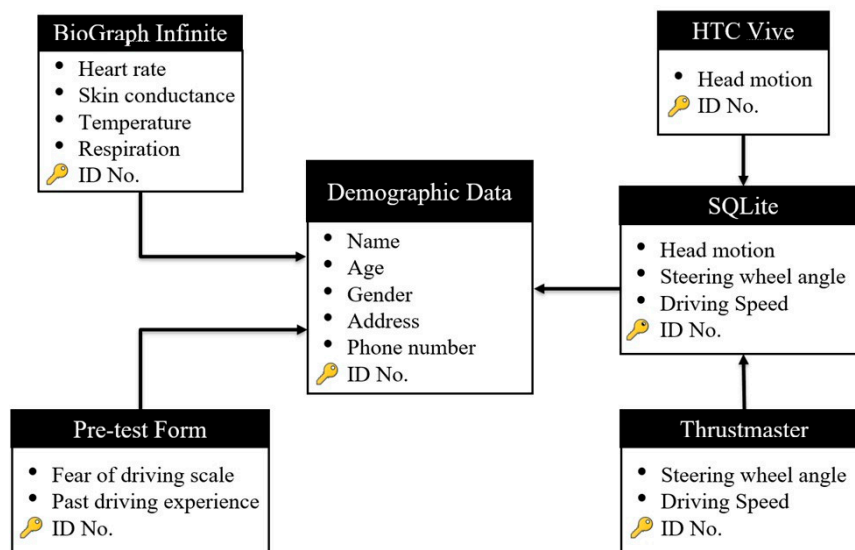 BioGraph Infinite
Heart rate
Skin conductance
Temperature
Respiration
ID No.
HTC Vive
Head motion
ID No.
Demographic Data
Name
Age
Gender
Address
Phone number
ID No.
SQLite
Head motion
Steering wheel angle
Driving Speed
ID No.
Pre-test Form
Fear of driving scale
Past driving experience
ID No.
Thrustmaster
Steering wheel angle
Driving Speed
ID No.